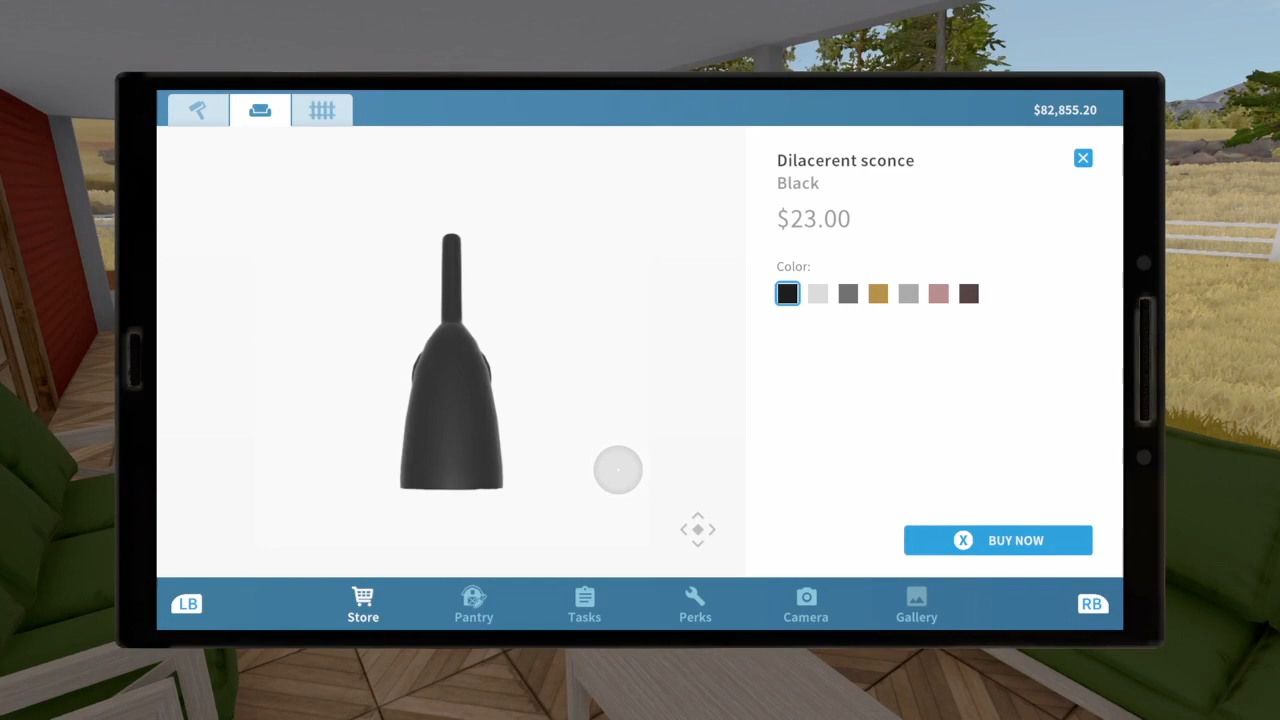 $82,855.20
Dilacerent sconce
Black
$23.00
Color:
X BUY NOW
LB
Store
Pantry
Tasks
Perks
Camera
Gallery
RB